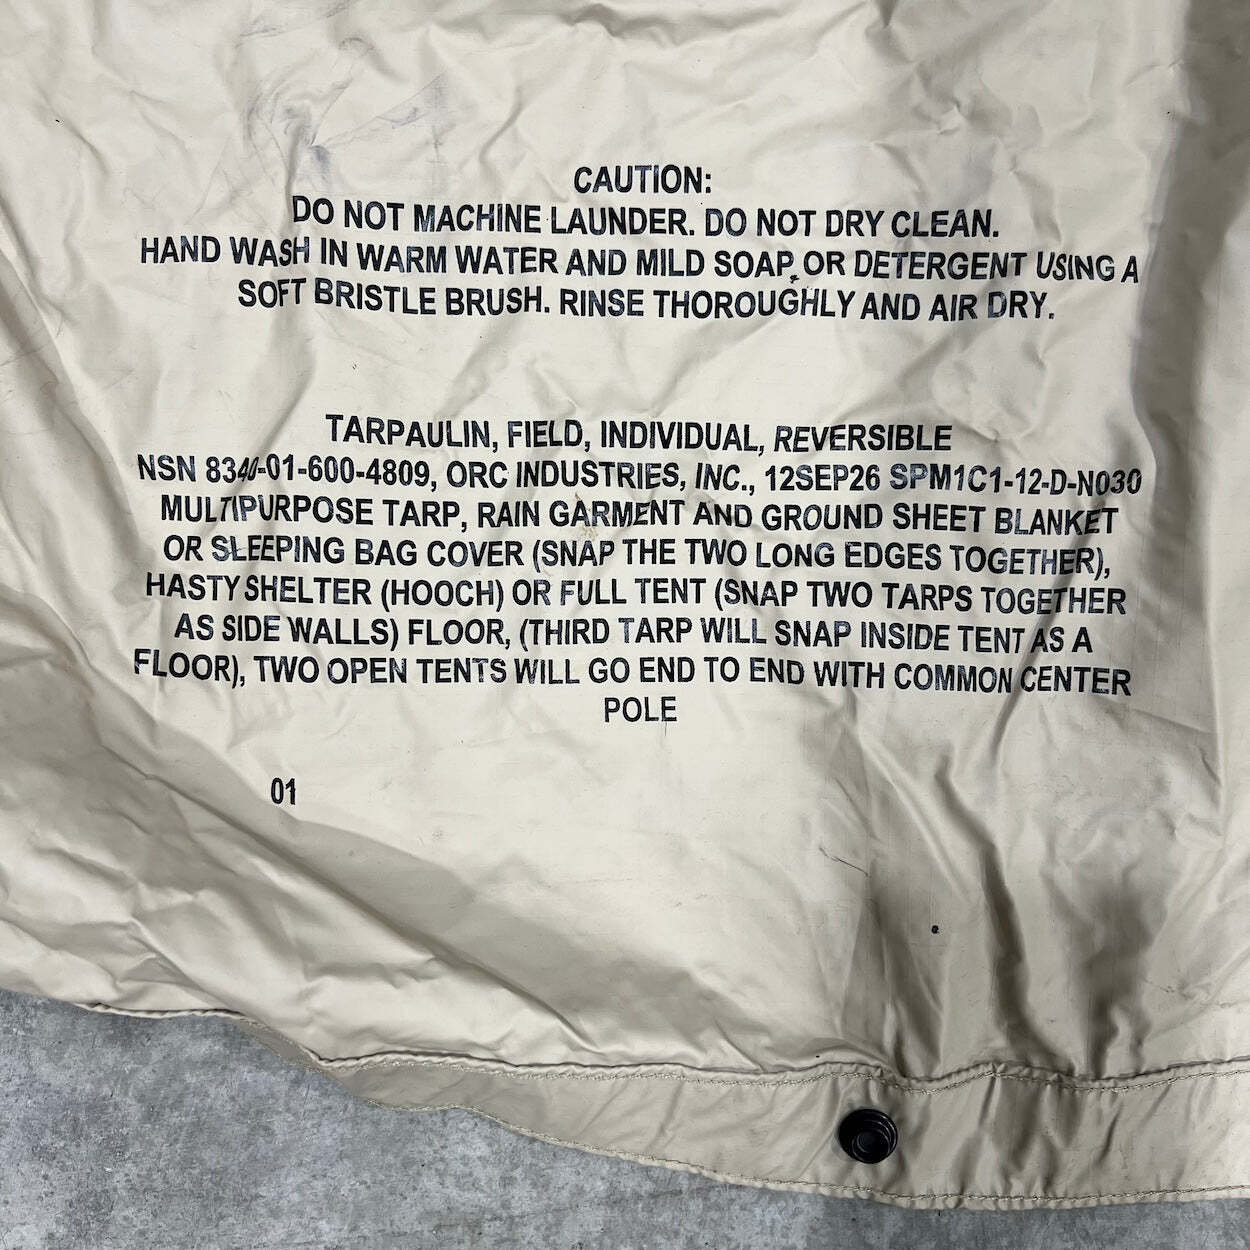 CAUTION:
DO NOT MACHINE LAUNDER. DO NOT DRY CLEAN.
HAND WASH IN WARM WATER AND MILD SOAP OR DETERGENT USING A
SOFT BRISTLE BRUSH. RINSE THOROUGHLY AND AIR DRY.
TARPAULIN, FIELD, INDIVIDUAL, REVERSIBLE
NSN 8340-01-600-4809, ORC INDUSTRIES, INC., 12SEP26 SPM1C1-12-D-N030
MULTIPURPOSE TARP, RAIN GARMENT AND GROUND SHEET BLANKET
OR SLEEPING BAG COVER (SNAP THE TWO LONG EDGES TOGETHER),
HASTY SHELTER (HOOCH) OR FULL TENT (SNAP TWO TARPS TOGETHER
AS SIDE WALLS) FLOOR, (THIRD TARP WILL SNAP INSIDE TENT AS A
FLOOR), TWO OPEN TENTS WILL GO END TO END WITH COMMON CENTER
POLE
01